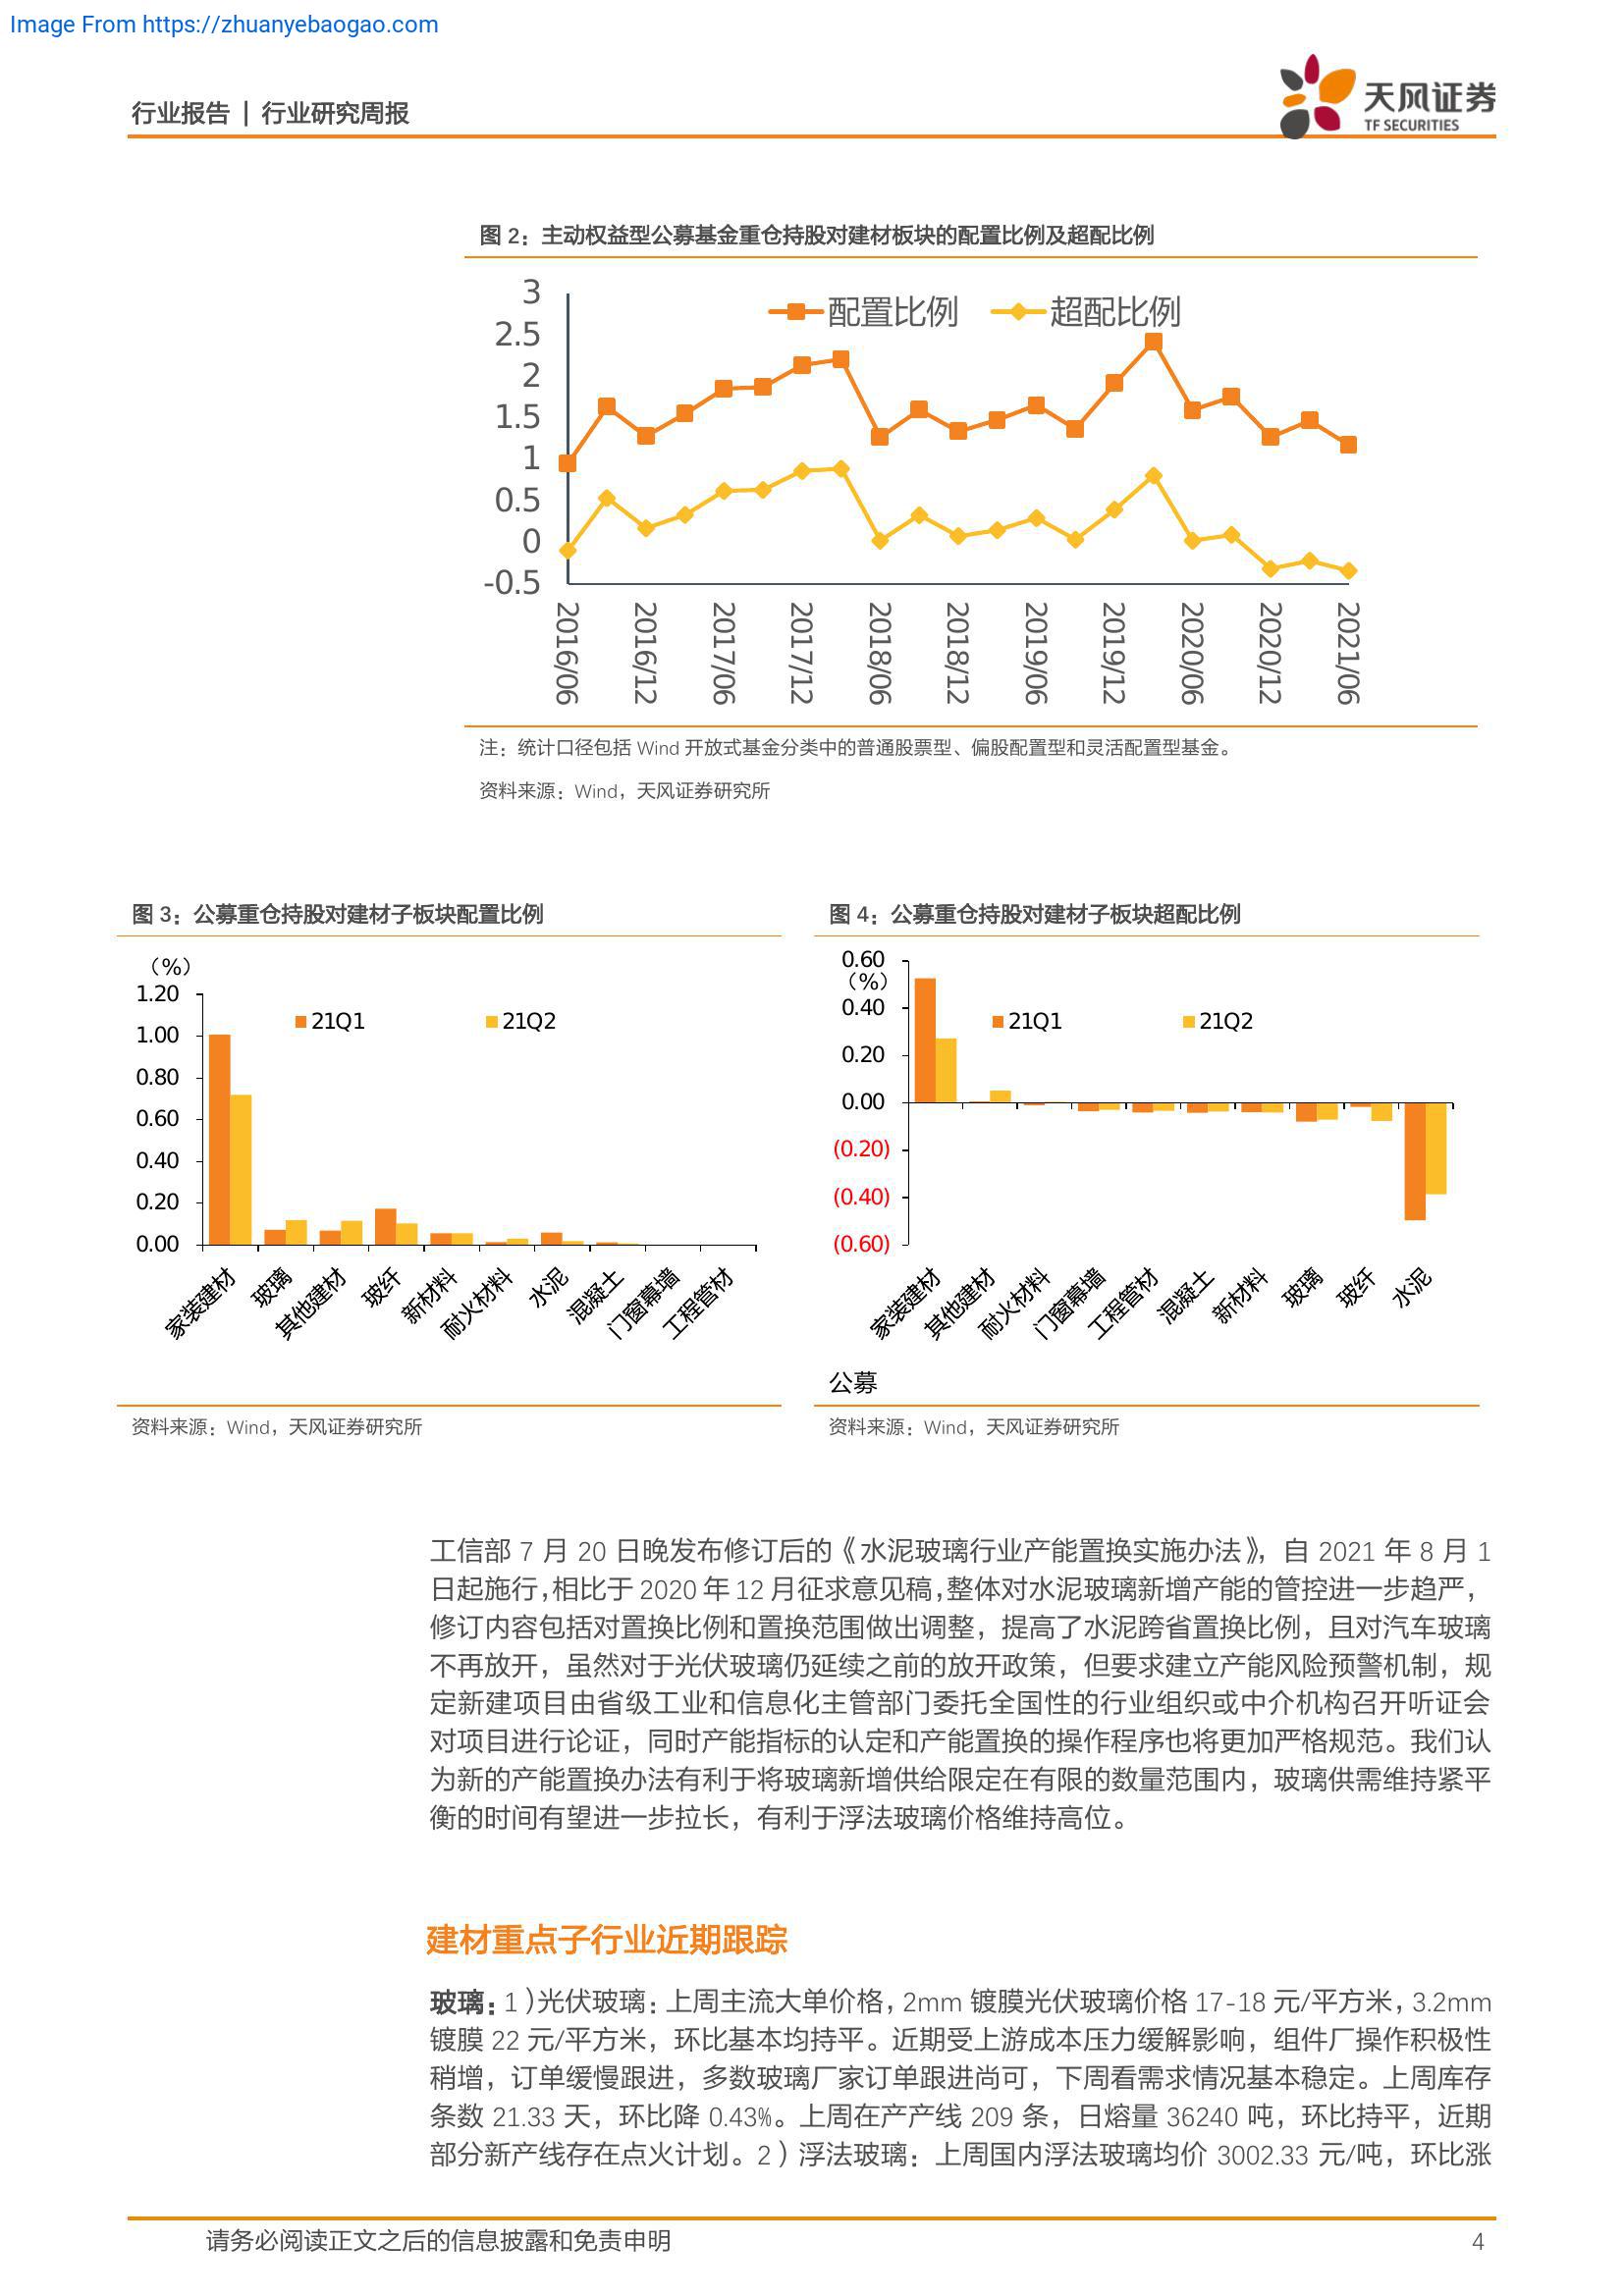 Image From https://zhuanyebaogao.com
行业报告 | 行业研究周报
天风证券
TF SECURITIES
图 2：主动权益型公募基金重仓持股对建材板块的配置比例及超配比例
配置比例 超配比例
3
2.5
2
1.5
1
0.5
0
-0.5
2016/06 2016/12 2017/06 2017/12 2018/06 2018/12 2019/06 2019/12 2020/06 2020/12 2021/06
注：统计口径包括 Wind 开放式基金分类中的普通股票型、偏股配置型和灵活配置型基金。
资料来源：Wind，天风证券研究所
图 3：公募重仓持股对建材子板块配置比例
（%）
1.20
1.00
0.80
0.60
0.40
0.20
0.00
21Q1 21Q2
家装建材 玻璃 其他建材 玻纤 新材料 耐火材料 水泥 混凝土 门窗幕墙 工程管材
资料来源：Wind，天风证券研究所
图 4：公募重仓持股对建材子板块超配比例
0.60
（%）
0.40
0.20
0.00
(0.20)
(0.40)
(0.60)
21Q1 21Q2
家装建材 其他建材 耐火材料 门窗幕墙 工程管材 混凝土 新材料 玻璃 玻纤 水泥
公募
资料来源：Wind，天风证券研究所
工信部 7 月 20 日晚发布修订后的《水泥玻璃行业产能置换实施办法》，自 2021 年 8 月 1
日起施行，相比于 2020 年 12 月征求意见稿，整体对水泥玻璃新增产能的管控进一步趋严，
修订内容包括对置换比例和置换范围做出调整，提高了水泥跨省置换比例，且对汽车玻璃
不再放开，虽然对于光伏玻璃仍延续之前的放开政策，但要求建立产能风险预警机制，规
定新建项目由省级工业和信息化主管部门委托全国性的行业组织或中介机构召开听证会
对项目进行论证，同时产能指标的认定和产能置换的操作程序也将更加严格规范。我们认
为新的产能置换办法有利于将玻璃新增供给限定在有限的数量范围内，玻璃供需维持紧平
衡的时间有望进一步拉长，有利于浮法玻璃价格维持高位。
建材重点子行业近期跟踪
玻璃：1）光伏玻璃：上周主流大单价格，2mm 镀膜光伏玻璃价格 17-18 元/平方米，3.2mm
镀膜 22 元/平方米，环比基本均持平。近期受上游成本压力缓解影响，组件厂操作积极性
稍增，订单缓慢跟进，多数玻璃厂家订单跟进尚可，下周看需求情况基本稳定。上周库存
条数 21.33 天，环比降 0.43%。上周在产产线 209 条，日熔量 36240 吨，环比持平，近期
部分新产线存在点火计划。2）浮法玻璃：上周国内浮法玻璃均价 3002.33 元/吨，环比涨
请务必阅读正文之后的信息披露和免责申明
4